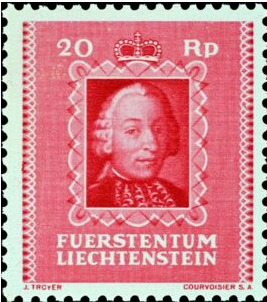 20 Rp
FUERSTENTUM
LIECHTENSTEIN
J. TROYER COURVOISIER S. A.